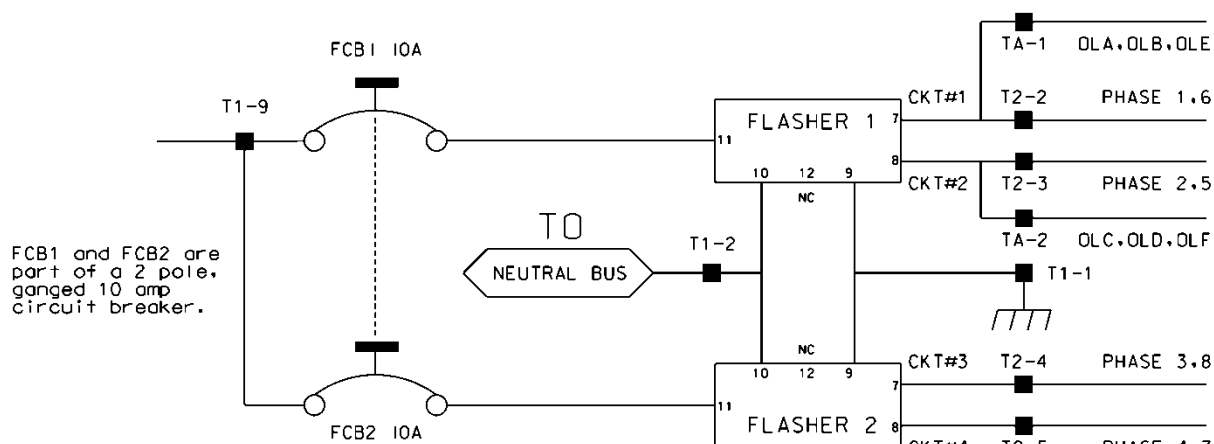 FCB1 10A
T1-9
FCB1 and FCB2 are
part of a 2 pole,
ganged 10 amp
circuit breaker.
FCB2 10A
TO
NEUTRAL BUS
T1-2
FLASHER 1
11
7
8
10 12 9
NC
CKT#1
CKT#2
TA-1 OLA,OLB,OLE
T2-2 PHASE 1,6
T2-3 PHASE 2,5
TA-2 OLC,OLD,OLF
T1-1
NC
10 12 9
11
7
8
FLASHER 2
CKT#3 T2-4 PHASE 3,8